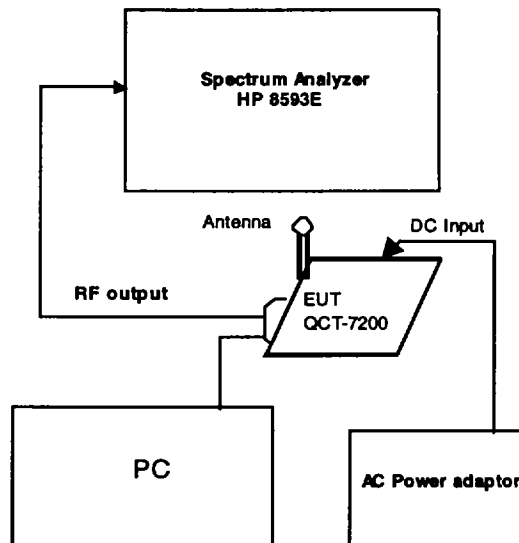 Spectrum Analyzer
HP 8593E
Antenna
DC Input
RF output
EUT
QCT-7200
PC
AC Power adaptor